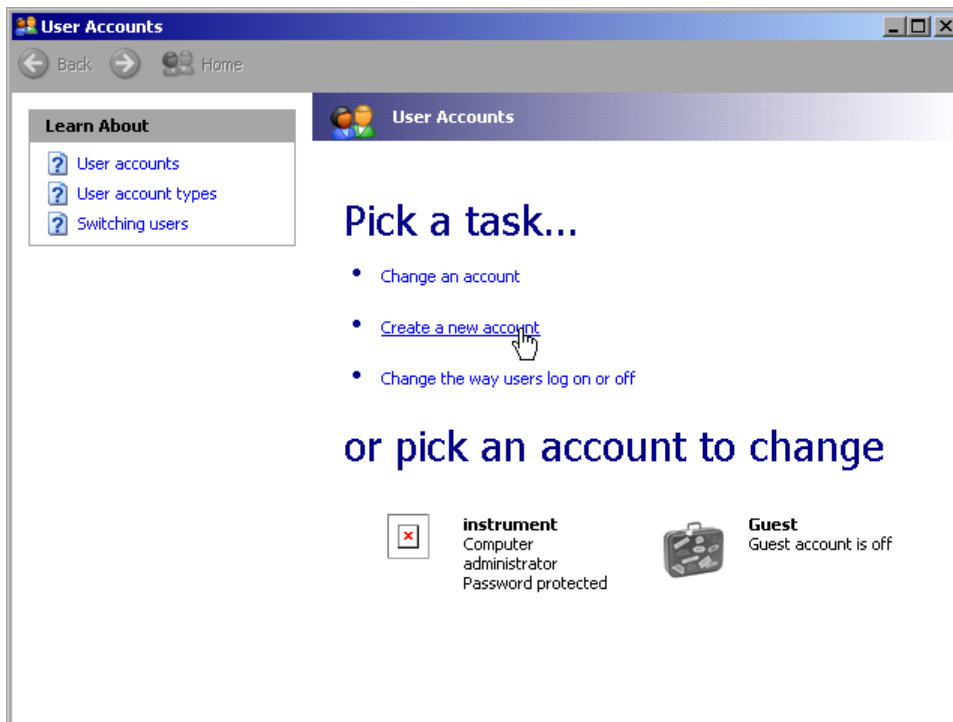 User Accounts
Back Home
Learn About
User accounts
User account types
Switching users
User Accounts
Pick a task...
Change an account
Create a new account
Change the way users log on or off
or pick an account to change
instrument
Computer
administrator
Password protected
Guest
Guest account is off